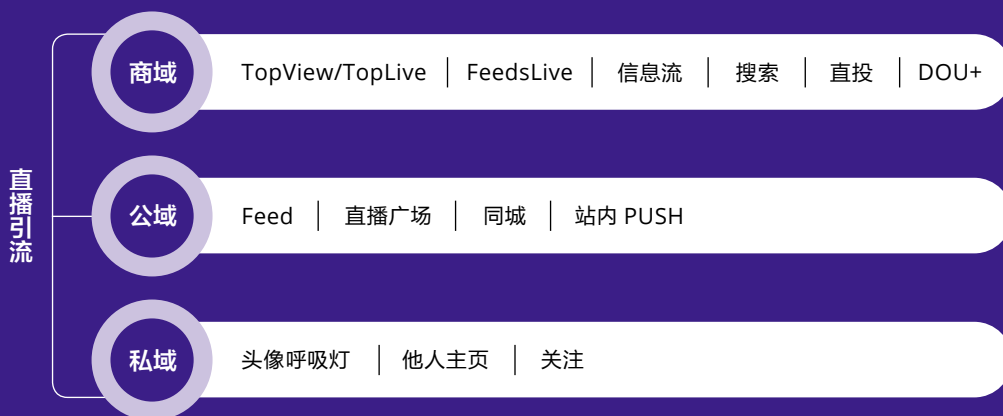 直播引流
商域
TopView/TopLive | FeedsLive | 信息流 | 搜索 | 直投 | DOU+
公域
Feed | 直播广场 | 同城 | 站内 PUSH
私域
头像呼吸灯 | 他人主页 | 关注